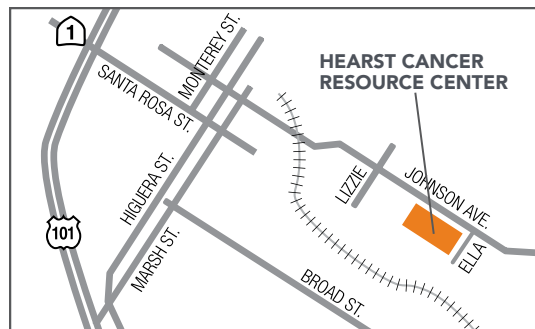 1
HEARST CANCER
RESOURCE CENTER
MONTEREY ST.
SANTA ROSA ST.
HIGUERA ST.
LIZZIE
JOHNSON AVE.
101
MARSH ST.
ELLA
BROAD ST.